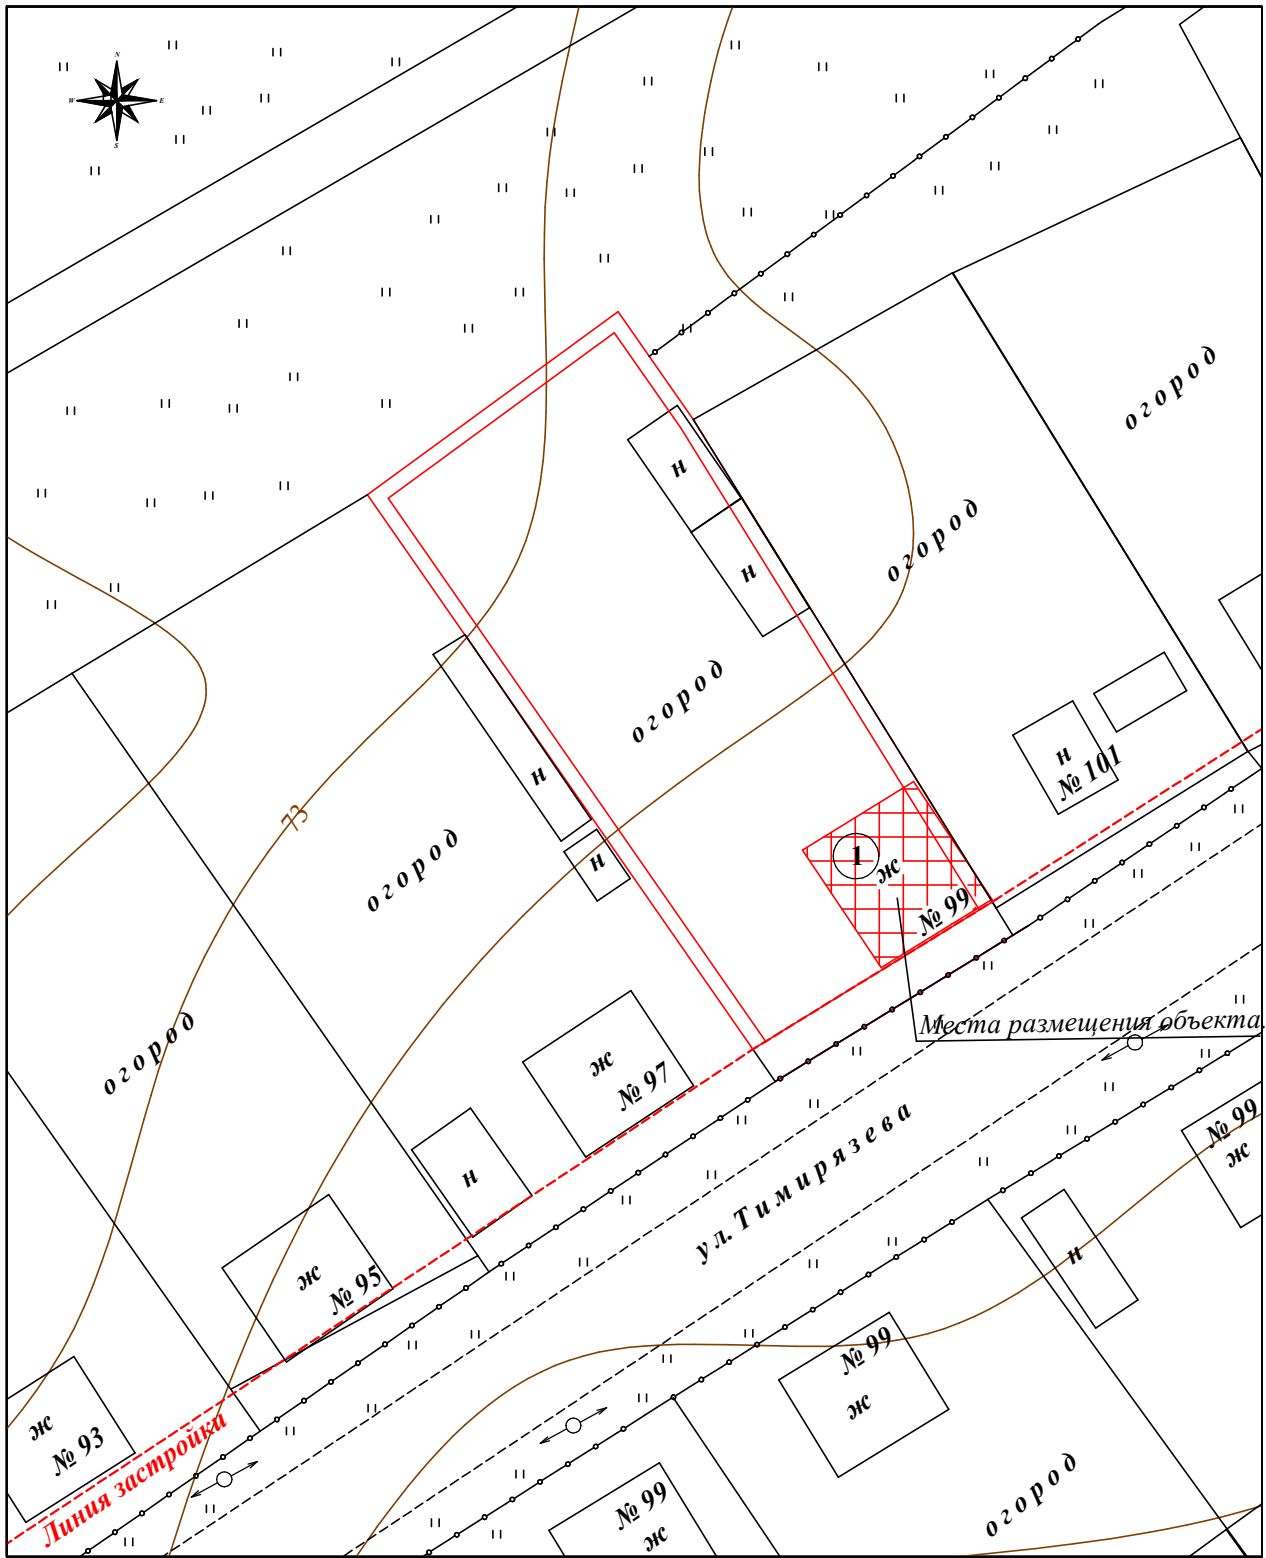 N
W
E
S
огород
н
огород
н
огород
н
№ 101
73
н
огород
н
1
ж
№ 99
огород
Места размещения объекта.
ж
№ 97
ул. Тимирязева
№ 99
ж
н
н
ж
№ 95
№ 99
ж
Линия застройки
ж
№ 93
огород
№ 99
ж